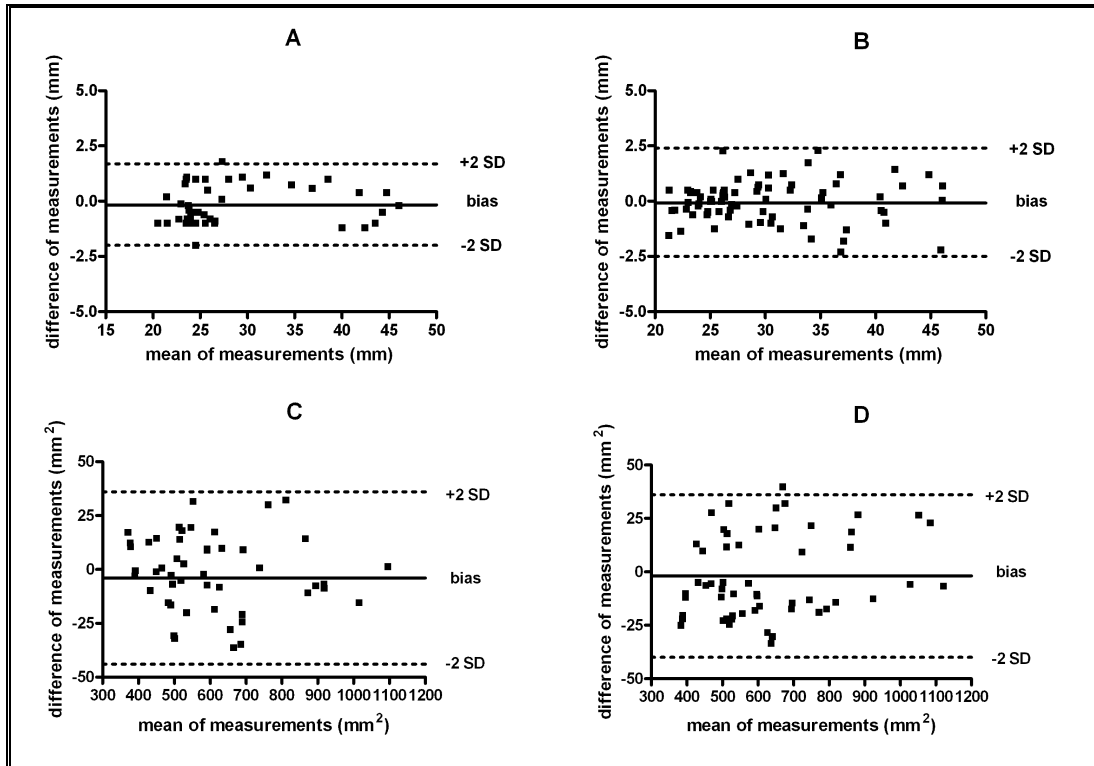 A
difference of measurements (mm)
5.0
2.5
0.0
-2.5
-5.0
+2 SD
bias
-2 SD
15 20 25 30 35 40 45 50
mean of measurements (mm)
B
difference of measurements (mm)
5.0
2.5
0.0
-2.5
-5.0
+2 SD
bias
-2 SD
20 25 30 35 40 45 50
mean of measurements (mm)
C
difference of measurements (mm²)
50
25
0
-25
-50
+2 SD
bias
-2 SD
300 400 500 600 700 800 900 1000 1100 1200
mean of measurements (mm²)
D
difference of measurements (mm²)
50
25
0
-25
-50
+2 SD
bias
-2 SD
300 400 500 600 700 800 900 1000 1100 1200
mean of measurements (mm²)